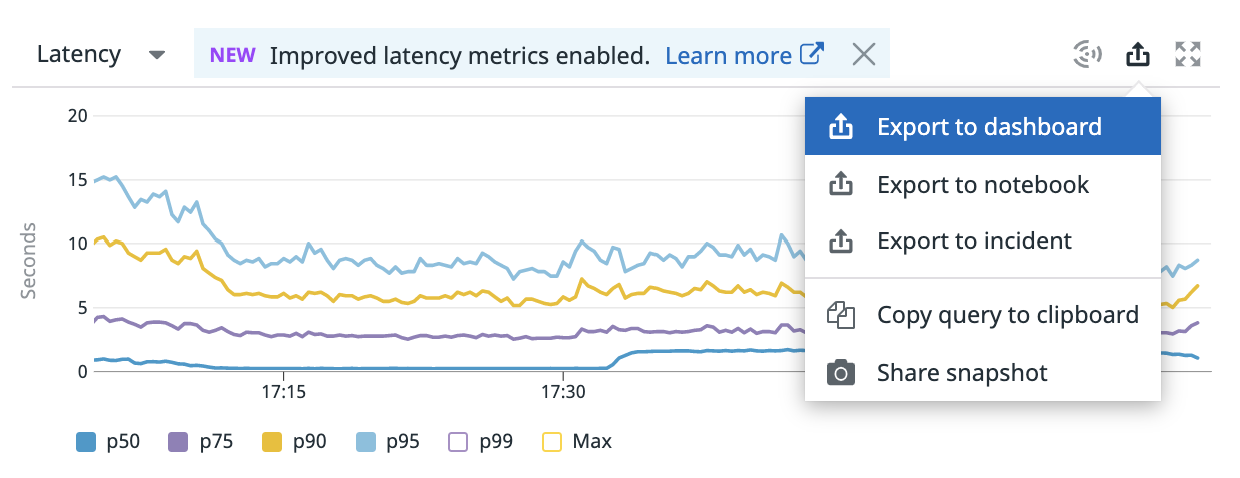 Latency
NEW Improved latency metrics enabled. Learn more
Export to dashboard
Export to notebook
Export to incident
Copy query to clipboard
Share snapshot
Seconds
20
15
10
5
0
17:15
17:30
p50 p75 p90 p95 p99 Max